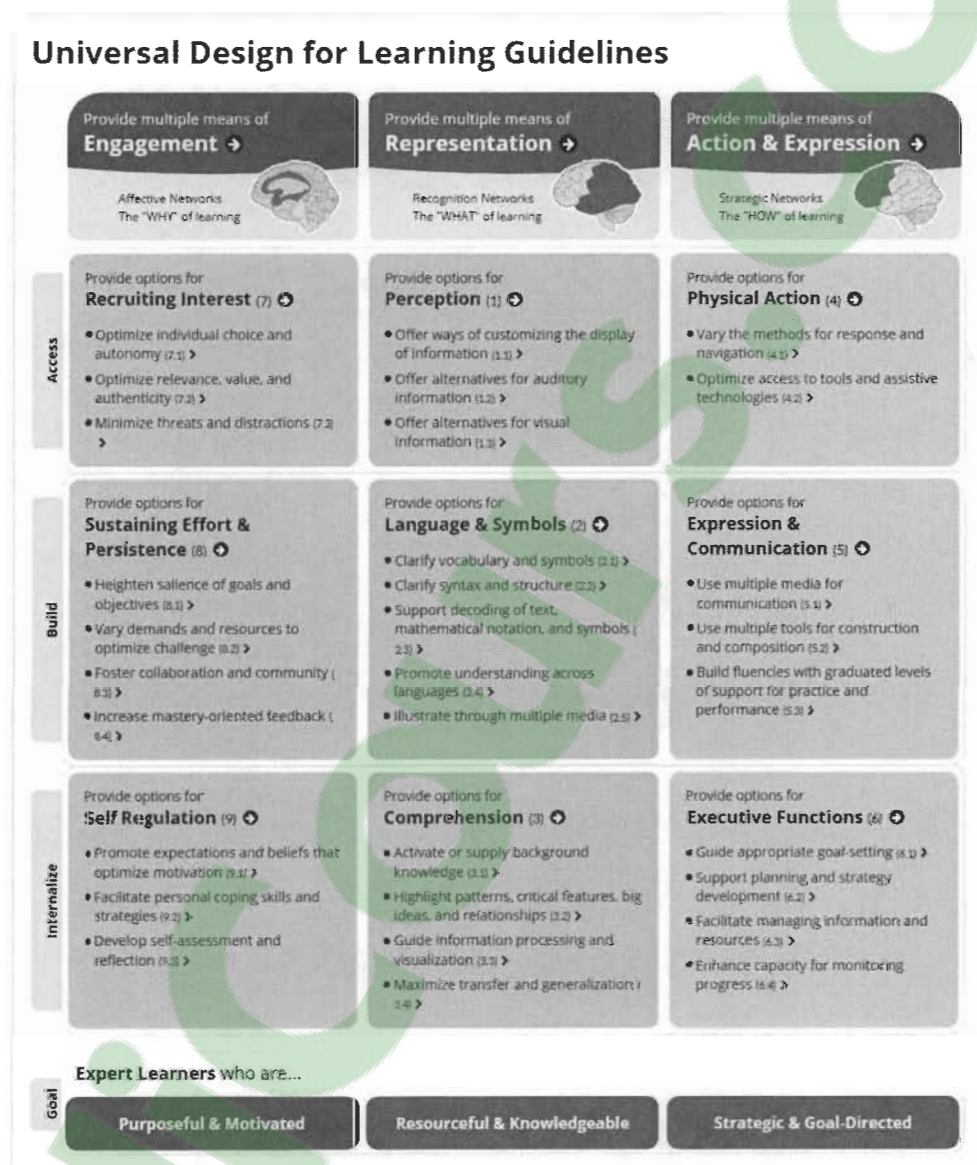 Universal Design for Learning Guidelines
Provide multiple means of
Engagement
Affective Networks
The "WHY" of learning
Provide multiple means of
Representation
Recognition Networks
The "WHAT" of learning
Provide multiple means of
Action & Expression
Strategic Networks
The "HOW" of learning
Access
Provide options for
Recruiting Interest (7)
• Optimize individual choice and
autonomy (7.1) >
• Optimize relevance, value, and
authenticity (7.2) >
• Minimize threats and distractions (7.3)
>
Provide options for
Perception (1)
• Offer ways of customizing the display
of information (1.1) >
• Offer alternatives for auditory
information (1.2) >
• Offer alternatives for visual
information (1.3) >
Provide options for
Physical Action (4)
• Vary the methods for response and
navigation (4.1) >
• Optimize access to tools and assistive
technologies (4.2) >
Build
Provide options for
Sustaining Effort &
Persistence (8)
• Heighten salience of goals and
objectives (8.1) >
• Vary demands and resources to
optimize challenge (8.2) >
• Foster collaboration and community (
8.3) >
• Increase mastery-oriented feedback (
8.4) >
Provide options for
Language & Symbols (2)
• Clarify vocabulary and symbols (2.1) >
• Clarify syntax and structure (2.2) >
• Support decoding of text,
mathematical notation, and symbols (
2.3) >
• Promote understanding across
languages (2.4) >
• Illustrate through multiple media (2.5) >
Provide options for
Expression &
Communication (5)
• Use multiple media for
communication (5.1) >
• Use multiple tools for construction
and composition (5.2) >
• Build fluencies with graduated levels
of support for practice and
performance (5.3) >
Internalize
Provide options for
Self Regulation (9)
• Promote expectations and beliefs that
optimize motivation (9.1) >
• Facilitate personal coping skills and
strategies (9.2) >
• Develop self-assessment and
reflection (9.3) >
Provide options for
Comprehension (3)
• Activate or supply background
knowledge (3.1) >
• Highlight patterns, critical features, big
ideas, and relationships (3.2) >
• Guide information processing and
visualization (3.3) >
• Maximize transfer and generalization (
3.4) >
Provide options for
Executive Functions (6)
• Guide appropriate goal-setting (6.1) >
• Support planning and strategy
development (6.2) >
• Facilitate managing information and
resources (6.3) >
• Enhance capacity for monitoring
progress (6.4) >
Goal
Expert Learners who are...
Purposeful & Motivated
Resourceful & Knowledgeable
Strategic & Goal-Directed